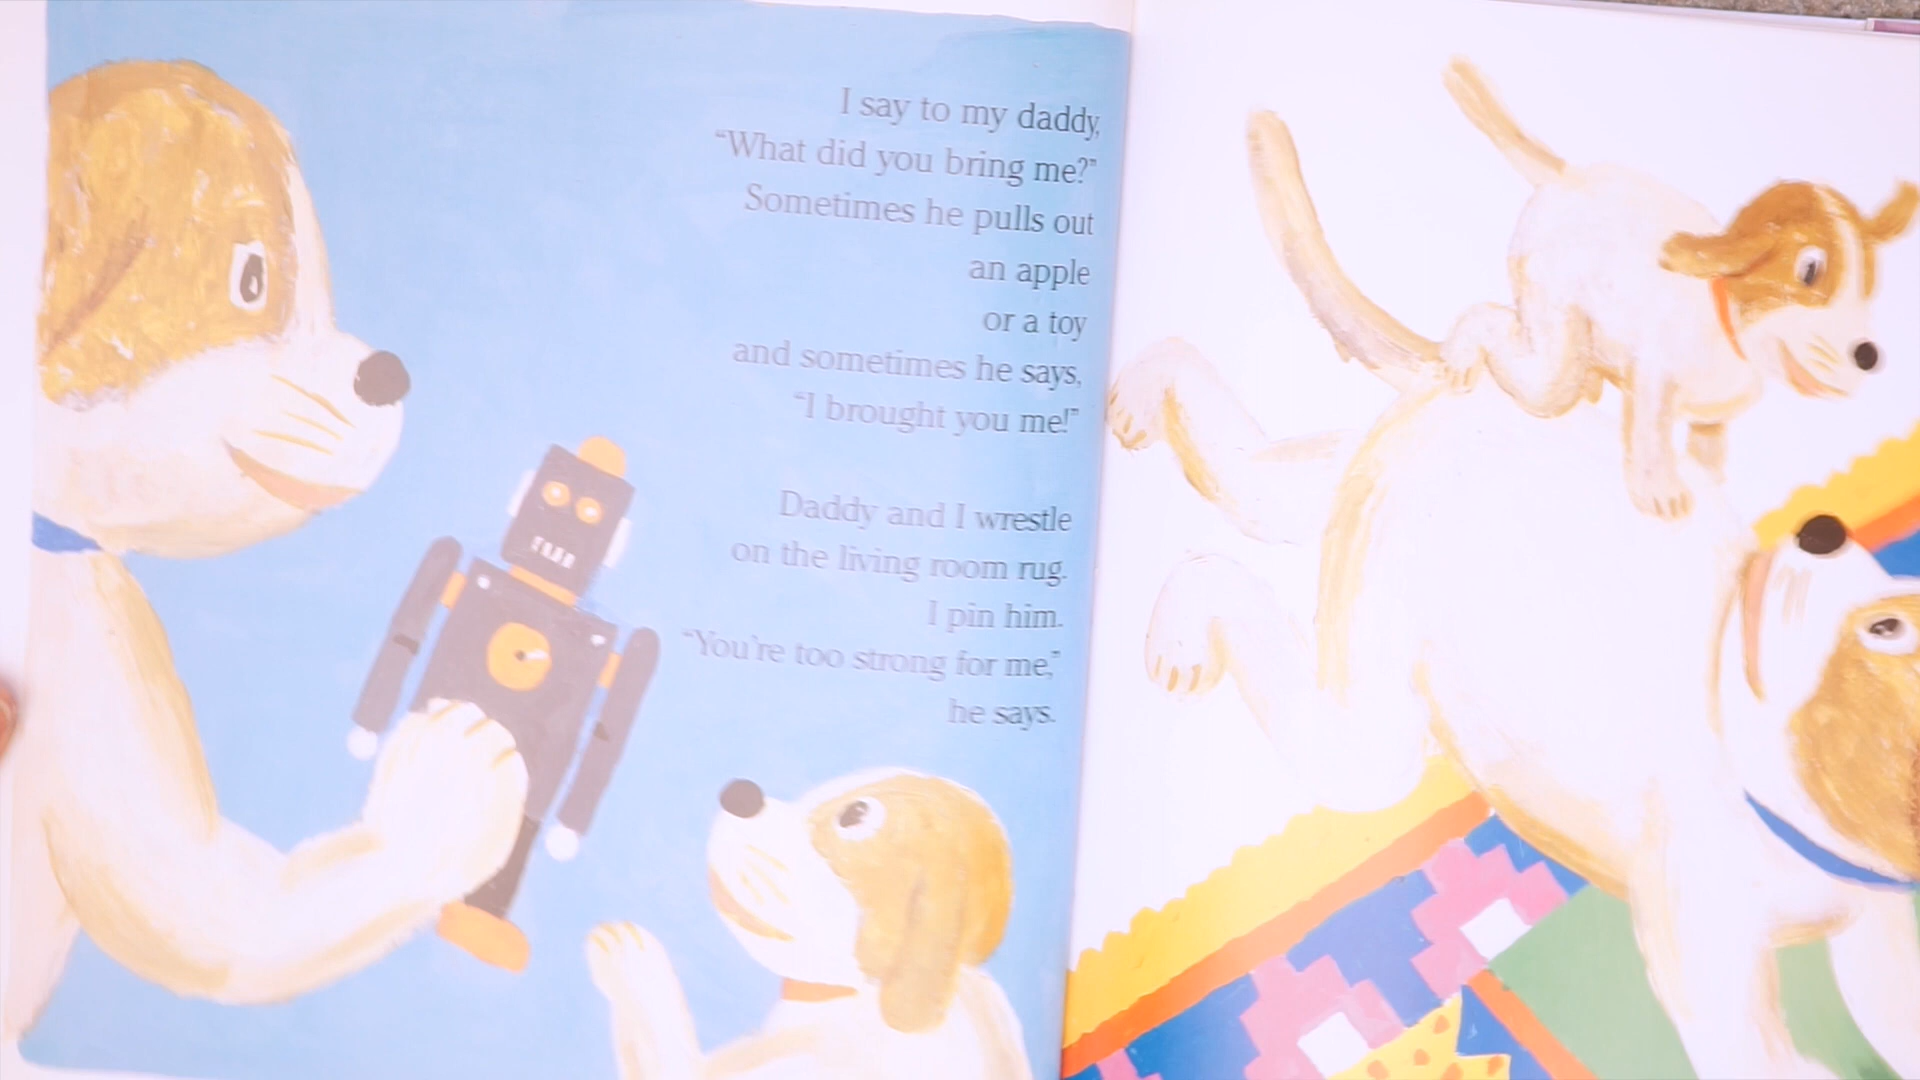 I say to my daddy,
“What did you bring me?”
Sometimes he pulls out
an apple
or a toy
and sometimes he says,
“I brought you me!”
Daddy and I wrestle
on the living room rug.
I pin him.
“You’re too strong for me,”
he says.